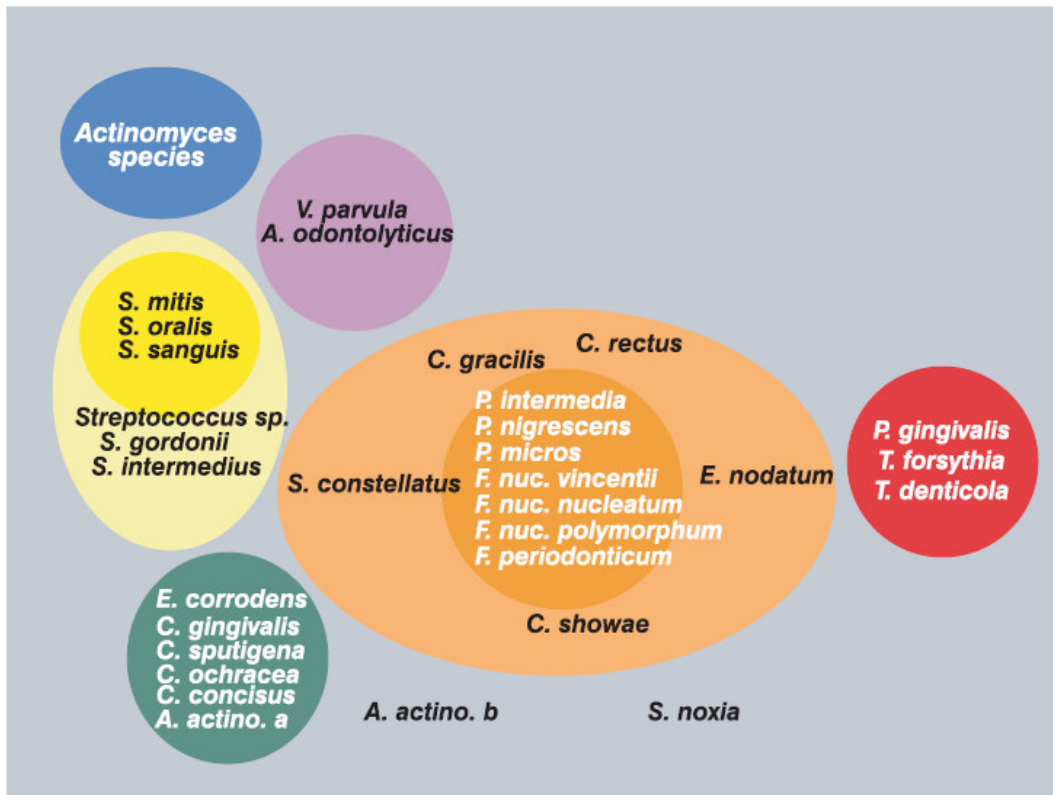 Actinomyces
species
V. parvula
A. odontolyticus
S. mitis
S. oralis
S. sanguis
Streptococcus sp.
S. gordonii
S. intermedius
C. gracilis
C. rectus
P. intermedia
P. nigrescens
P. micros
F. nuc. vincentii
F. nuc. nucleatum
F. nuc. polymorphum
F. periodonticum
S. constellatus
E. nodatum
C. showae
P. gingivalis
T. forsythia
T. denticola
E. corrodens
C. gingivalis
C. sputigena
C. ochracea
C. concisus
A. actino. a
A. actino. b
S. noxia